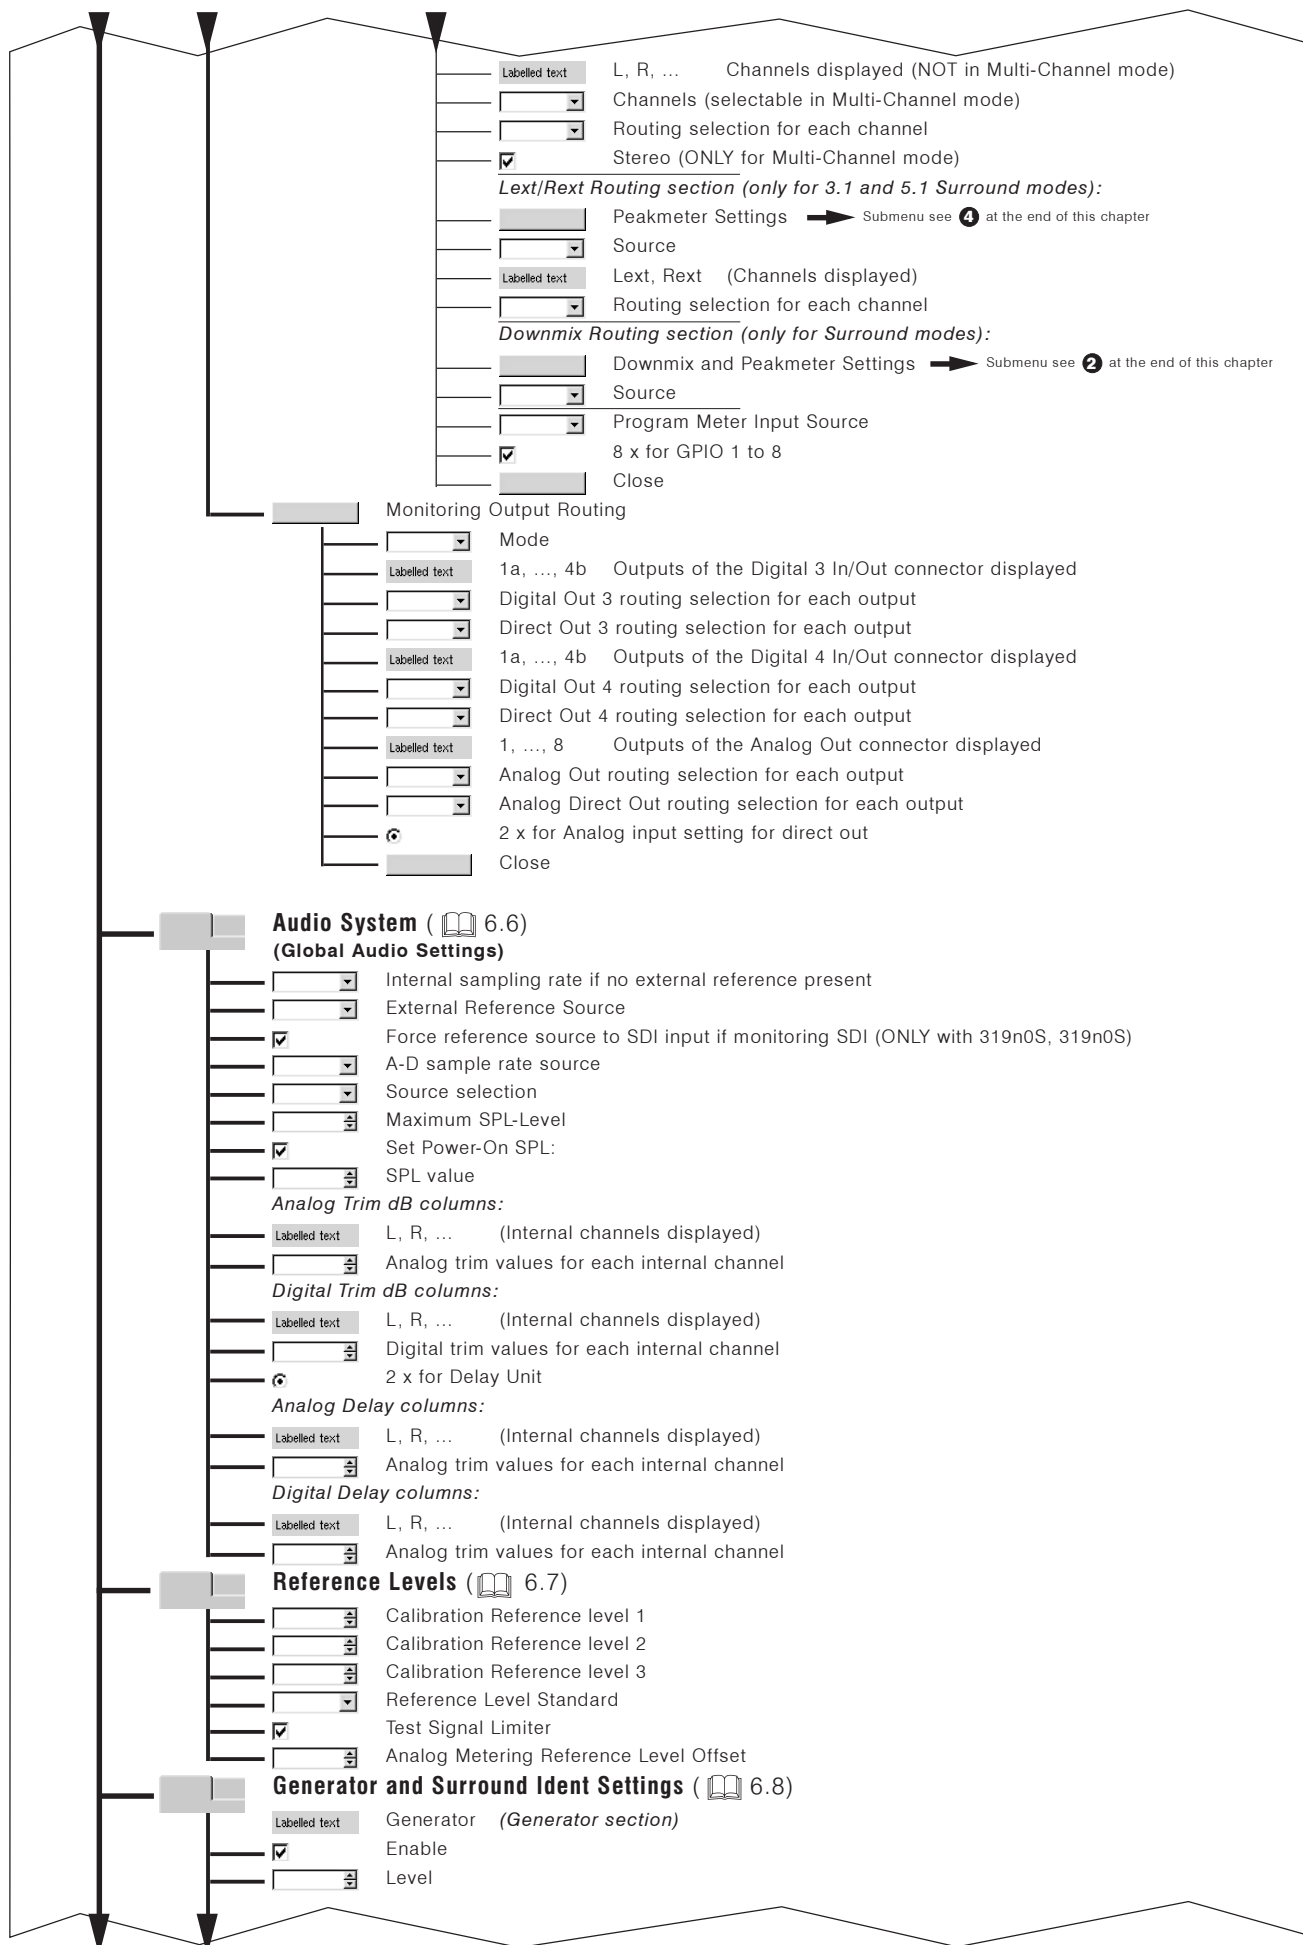 Labelled text L, R, ... Channels displayed (NOT in Multi-Channel mode)
Channels (selectable in Multi-Channel mode)
Routing selection for each channel
Stereo (ONLY for Multi-Channel mode)
Lext/Rext Routing section (only for 3.1 and 5.1 Surround modes):
Peakmeter Settings Submenu see 4 at the end of this chapter
Source
Labelled text Lext, Rext (Channels displayed)
Routing selection for each channel
Downmix Routing section (only for Surround modes):
Downmix and Peakmeter Settings Submenu see 2 at the end of this chapter
Source
Program Meter Input Source
8 x for GPIO 1 to 8
Close
Monitoring Output Routing
Mode
Labelled text 1a, ..., 4b Outputs of the Digital 3 In/Out connector displayed
Digital Out 3 routing selection for each output
Direct Out 3 routing selection for each output
Labelled text 1a, ..., 4b Outputs of the Digital 4 In/Out connector displayed
Digital Out 4 routing selection for each output
Direct Out 4 routing selection for each output
Labelled text 1, ..., 8 Outputs of the Analog Out connector displayed
Analog Out routing selection for each output
Analog Direct Out routing selection for each output
2 x for Analog input setting for direct out
Close
Audio System ( 6.6)
(Global Audio Settings)
Internal sampling rate if no external reference present
External Reference Source
Force reference source to SDI input if monitoring SDI (ONLY with 319n0S, 319n0S)
A-D sample rate source
Source selection
Maximum SPL-Level
Set Power-On SPL:
SPL value
Analog Trim dB columns:
Labelled text L, R, ... (Internal channels displayed)
Analog trim values for each internal channel
Digital Trim dB columns:
Labelled text L, R, ... (Internal channels displayed)
Digital trim values for each internal channel
2 x for Delay Unit
Analog Delay columns:
Labelled text L, R, ... (Internal channels displayed)
Analog trim values for each internal channel
Digital Delay columns:
Labelled text L, R, ... (Internal channels displayed)
Analog trim values for each internal channel
Reference Levels ( 6.7)
Calibration Reference level 1
Calibration Reference level 2
Calibration Reference level 3
Reference Level Standard
Test Signal Limiter
Analog Metering Reference Level Offset
Generator and Surround Ident Settings ( 6.8)
Labelled text Generator (Generator section)
Enable
Level